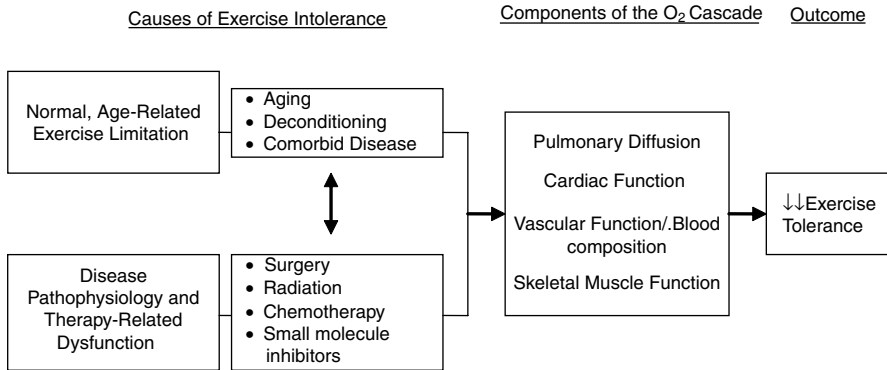 Causes of Exercise Intolerance
Components of the O2 Cascade
Outcome
Normal, Age-Related
Exercise Limitation
• Aging
• Deconditioning
• Comorbid Disease
Disease
Pathophysiology and
Therapy-Related
Dysfunction
• Surgery
• Radiation
• Chemotherapy
• Small molecule
inhibitors
Pulmonary Diffusion
Cardiac Function
Vascular Function/.Blood
composition
Skeletal Muscle Function
↓↓Exercise
Tolerance